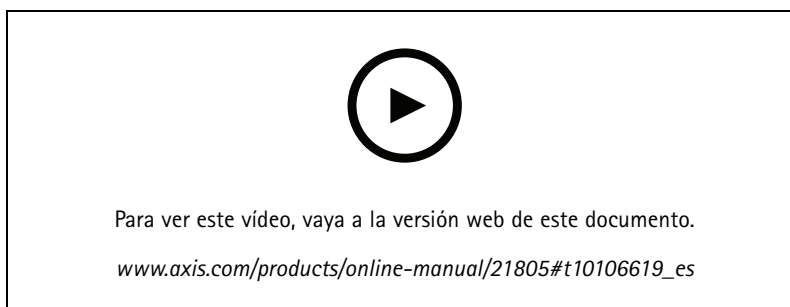 Para ver este vídeo, vaya a la versión web de este documento.
www.axis.com/products/online-manual/21805#t10106619_es